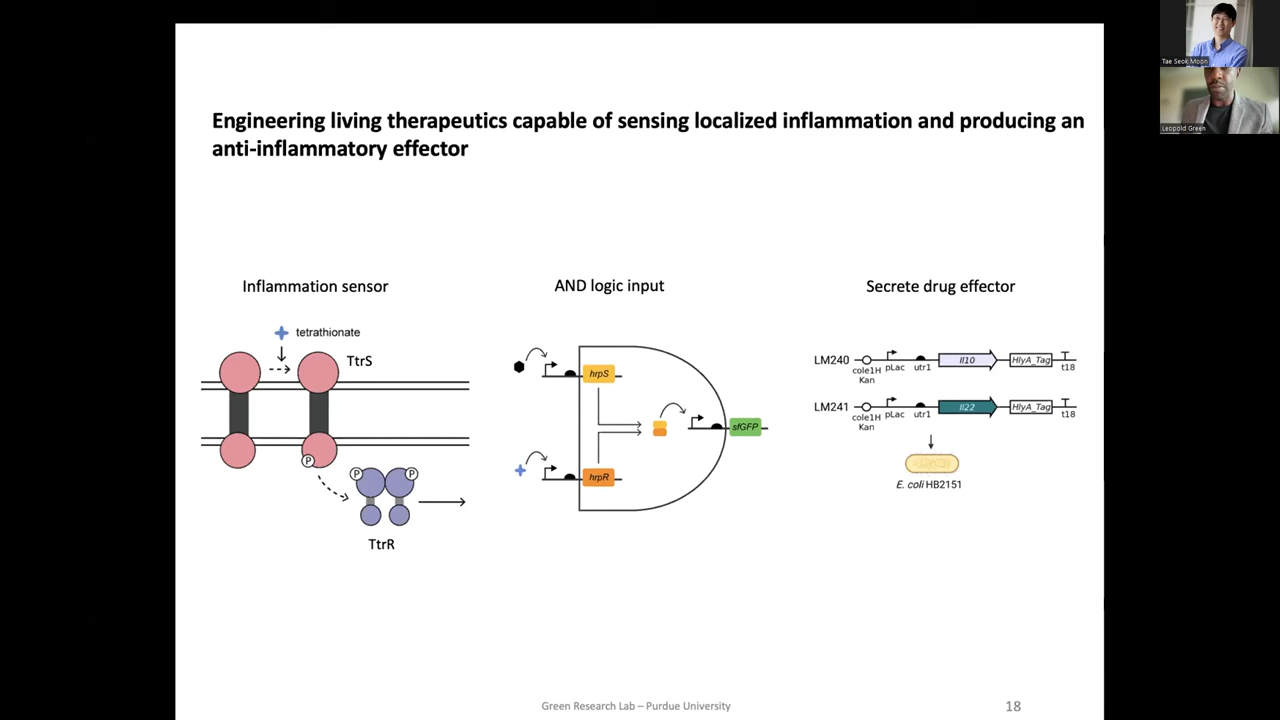 Tae Seok Moon
Leopold Green
Engineering living therapeutics capable of sensing localized inflammation and producing an
anti-inflammatory effector
Inflammation sensor
tetrathionate
TtrS
P
P
P
TtrR
AND logic input
hrpS
hrpR
sfGFP
Secrete drug effector
LM240
cole1H
Kan
pLac
utr1
Il10
HlyA_Tag
t18
LM241
cole1H
Kan
pLac
utr1
Il22
HlyA_Tag
t18
E. coli HB2151
Green Research Lab – Purdue University
18